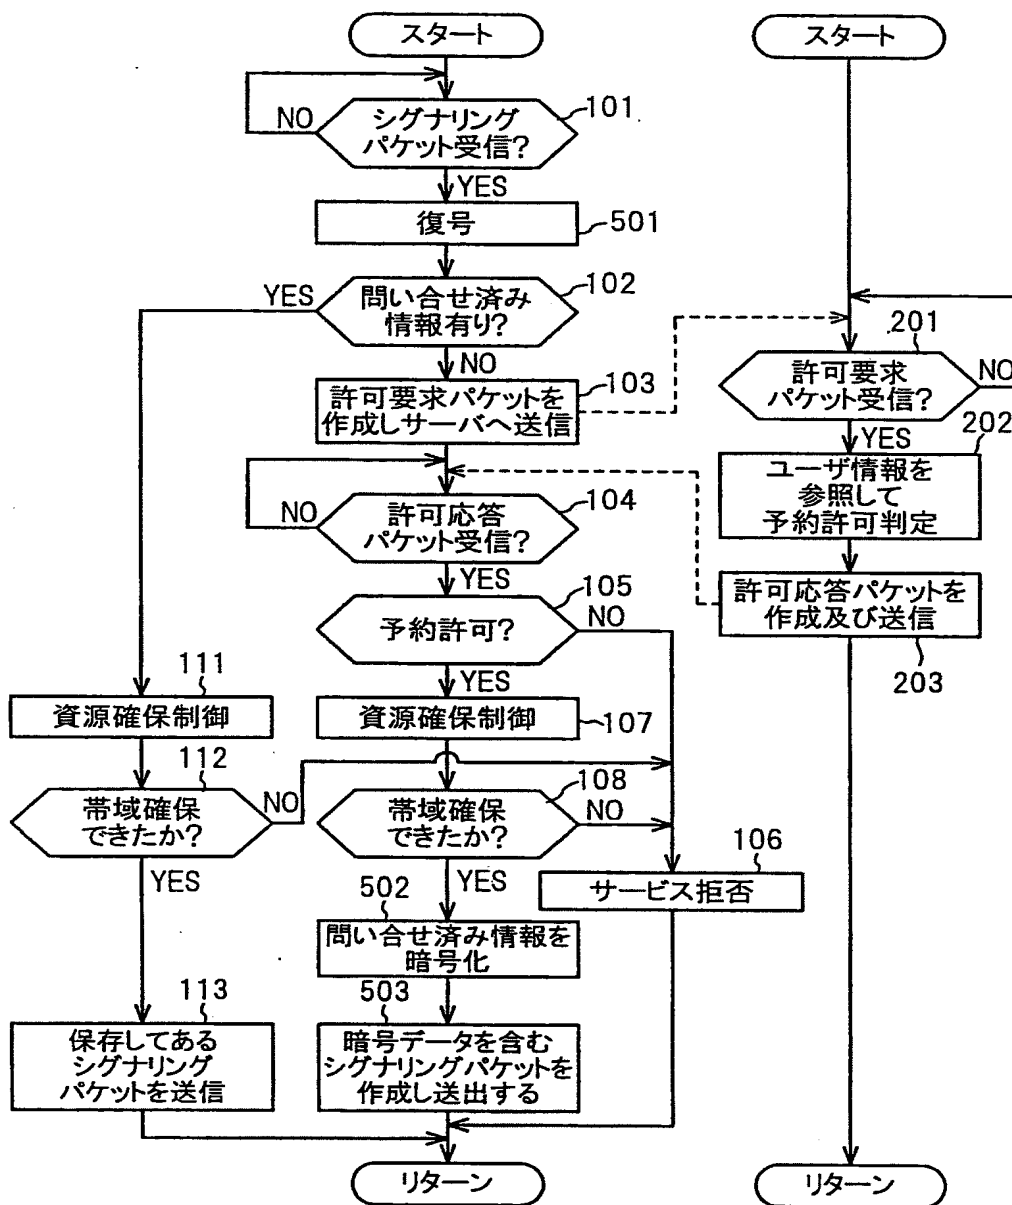 スタート
スタート
シグナリング
パケット受信?
101
NO
YES
復号
501
問い合せ済み
情報有り?
102
YES
NO
許可要求パケットを
作成しサーバへ送信
103
許可要求
パケット受信?
201
NO
YES
ユーザ情報を
参照して
予約許可判定
202
許可応答
パケット受信?
104
NO
YES
許可応答パケットを
作成及び送信
203
予約許可?
105
NO
YES
資源確保制御
111
資源確保制御
107
帯域確保
できたか?
112
NO
YES
帯域確保
できたか?
108
NO
YES
サービス拒否
106
問い合せ済み情報を
暗号化
502
保存してある
シグナリング
パケットを送信
113
暗号データを含む
シグナリングパケットを
作成し送出する
503
リターン
リターン